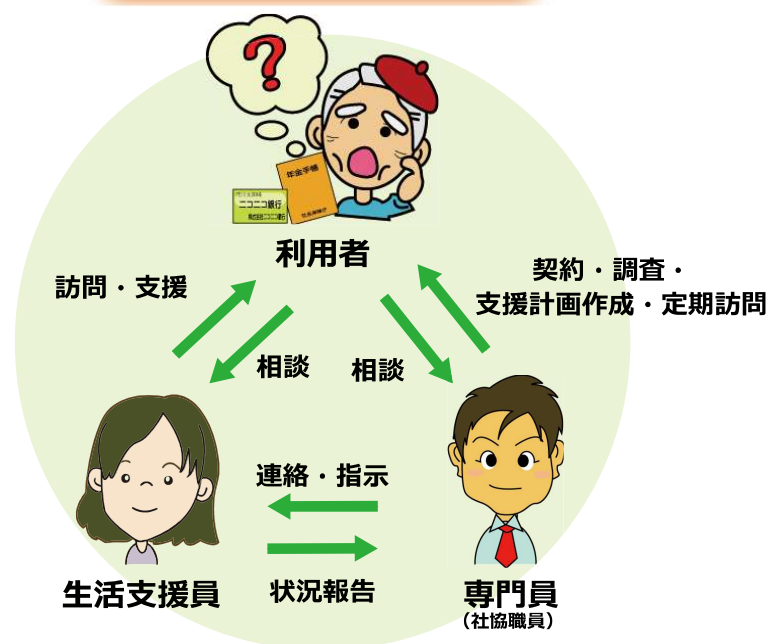 ?
年金手帳
ニコニコ銀行
利用者
契約・調査・
支援計画作成・定期訪問
訪問・支援
相談
相談
連絡・指示
状況報告
生活支援員
専門員
(社協職員)